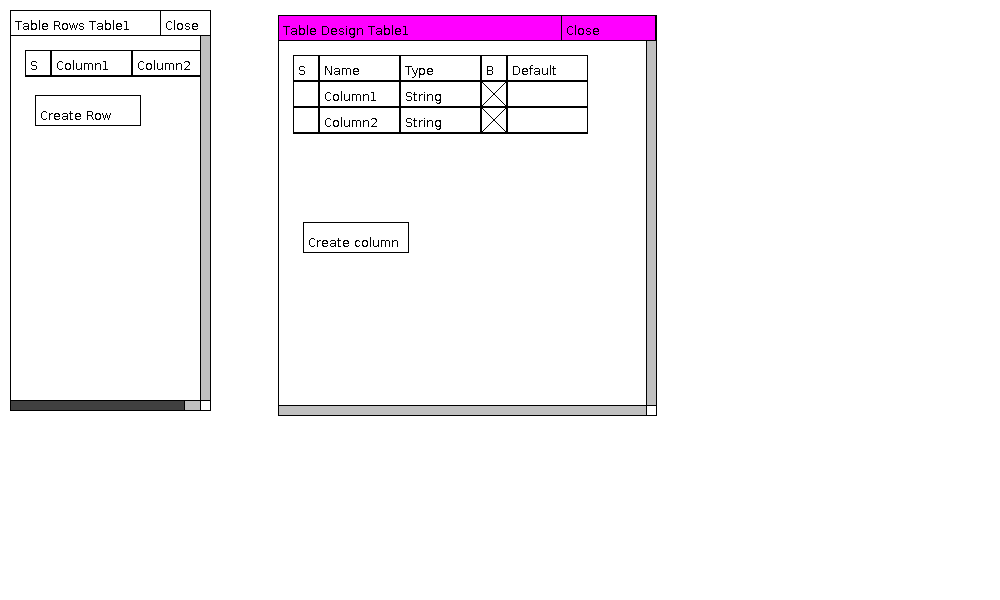 Table Rows Table1 Close
S Column1 Column2
Create Row
Table Design Table1 Close
S Name Type B Default
Column1 String
Column2 String
Create column